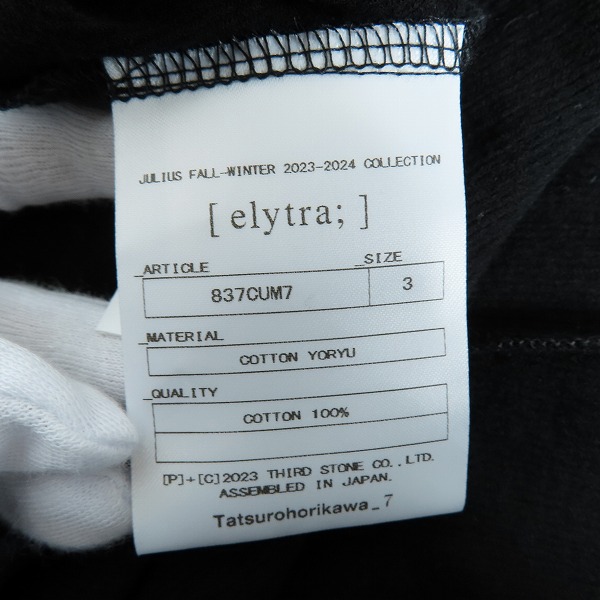 JULIUS FALL-WINTER 2023-2024 COLLECTION
[ elytra; ]
_ARTICLE _SIZE
837CUM7 3
_MATERIAL
COTTON YORYU
_QUALITY
COTTON 100%
[P]+[C]2023 THIRD STONE CO.,LTD.
ASSEMBLED IN JAPAN.
Tatsurohorikawa_7